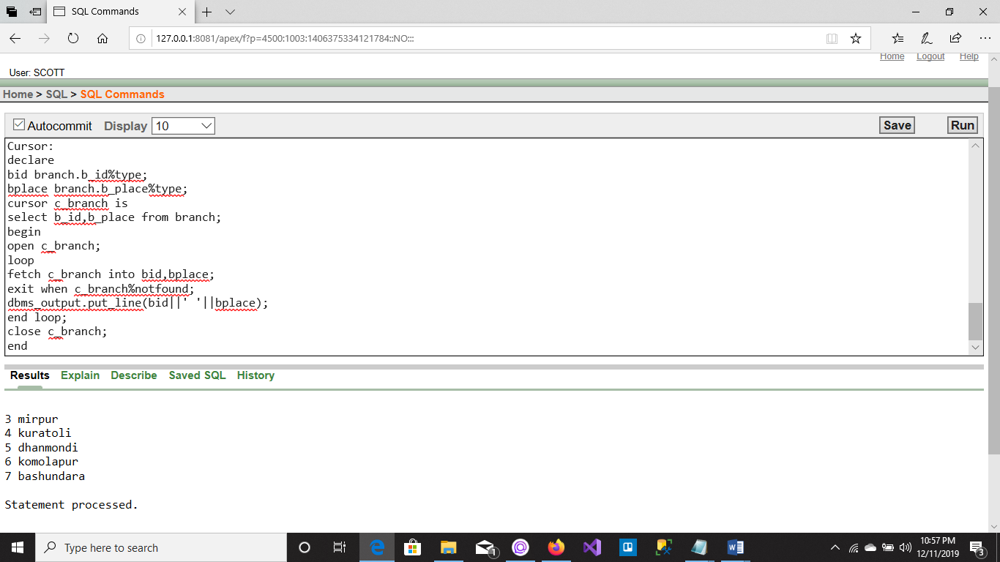 SQL Commands
127.0.0.1:8081/apex/f?p=4500:1003:1406375334121784::NO:::
Home Logout Help
User: SCOTT
Home > SQL > SQL Commands
Autocommit Display 10 Save Run
Cursor:
declare
bid branch.b_id%type;
bplace branch.b_place%type;
cursor c_branch is
select b_id,b_place from branch;
begin
open c_branch;
loop
fetch c_branch into bid,bplace;
exit when c_branch%notfound;
dbms_output.put_line(bid||' '||bplace);
end loop;
close c_branch;
end
Results Explain Describe Saved SQL History
3 mirpur
4 kuratoli
5 dhanmondi
6 komolapur
7 bashundara
Statement processed.
Type here to search
1
10:57 PM
12/11/2019
3